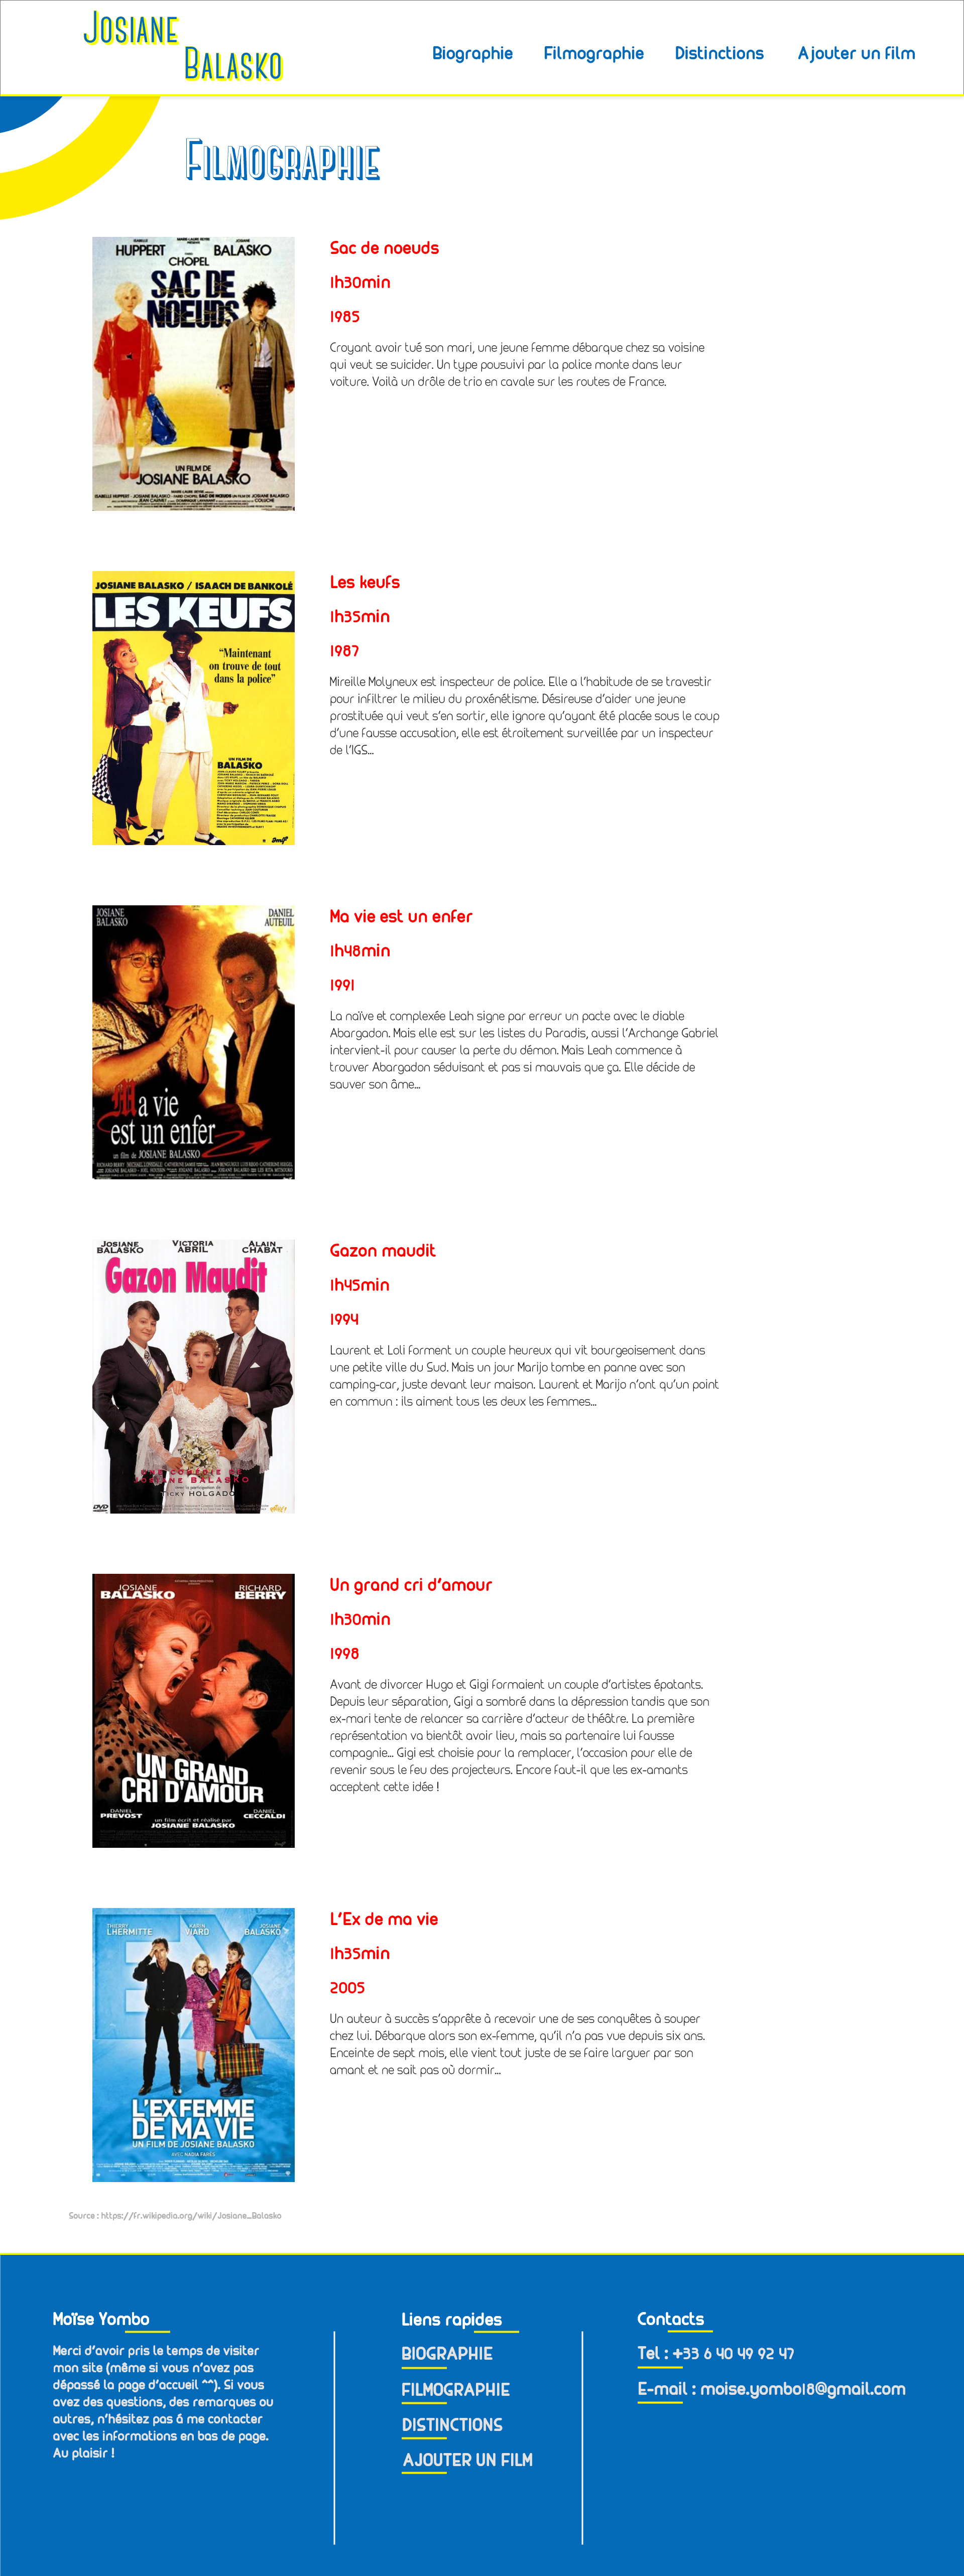 Josiane
Balasko
Biographie Filmographie Distinctions Ajouter un film
Filmographie
HUPPERT BALASKO
CHOPEL
SAC DE
NOEUDS
UN FILM DE
JOSIANE BALASKO
Sac de noeuds
1h30min
1985
Croyant avoir tué son mari, une jeune femme débarque chez sa voisine
qui veut se suicider. Un type pousuivi par la police monte dans leur
voiture. Voilà un drôle de trio en cavale sur les routes de France.
JOSIANE BALASKO / ISAACH DE BANKOLÉ
LES KEUFS
“Maintenant
on trouve de tout
dans la police”
UN FILM DE
BALASKO
Les keufs
1h35min
1987
Mireille Molyneux est inspecteur de police. Elle a l’habitude de se travestir
pour infiltrer le milieu du proxénétisme. Désireuse d’aider une jeune
prostituée qui veut s’en sortir, elle ignore qu’ayant été placée sous le coup
d’une fausse accusation, elle est étroitement surveillée par un inspecteur
de l’IGS...
JOSIANE
BALASKO
DANIEL
AUTEUIL
Ma vie
est un enfer
un film de JOSIANE BALASKO
Ma vie est un enfer
1h48min
1991
La naïve et complexée Leah signe par erreur un pacte avec le diable
Abargadon. Mais elle est sur les listes du Paradis, aussi l’Archange Gabriel
intervient-il pour causer la perte du démon. Mais Leah commence à
trouver Abargadon séduisant et pas si mauvais que ça. Elle décide de
sauver son âme...
JOSIANE
BALASKO
VICTORIA
ABRIL
ALAIN
CHABAT
Gazon Maudit
UNE COMÉDIE DE
JOSIANE BALASKO
avec la participation de
TICKY HOLGADO
DVD
Gazon maudit
1h45min
1994
Laurent et Loli forment un couple heureux qui vit bourgeoisement dans
une petite ville du Sud. Mais un jour Marijo tombe en panne avec son
camping-car, juste devant leur maison. Laurent et Marijo n’ont qu’un point
en commun : ils aiment tous les deux les femmes...
JOSIANE
BALASKO
RICHARD
BERRY
UN GRAND
CRI D’AMOUR
DANIEL
PREVOST
DANIEL
CECCALDI
un film écrit et réalisé par
JOSIANE BALASKO
Un grand cri d’amour
1h30min
1998
Avant de divorcer Hugo et Gigi formaient un couple d’artistes épatants.
Depuis leur séparation, Gigi a sombré dans la dépression tandis que son
ex-mari tente de relancer sa carrière d’acteur de théôtre. La première
représentation va bientôt avoir lieu, mais sa partenaire lui fausse
compagnie... Gigi est choisie pour la remplacer, l’occasion pour elle de
revenir sous le feu des projecteurs. Encore faut-il que les ex-amants
acceptent cette idée !
THIERRY
LHERMITTE
KARIN
VIARD
JOSIANE
BALASKO
EX
L’EX FEMME
DE MA VIE
UN FILM DE JOSIANE BALASKO
AVEC NADIA FARÈS
L’Ex de ma vie
1h35min
2005
Un auteur à succès s’apprête à recevoir une de ses conquêtes à souper
chez lui. Débarque alors son ex-femme, qu’il n’a pas vue depuis six ans.
Enceinte de sept mois, elle vient tout juste de se faire larguer par son
amant et ne sait pas où dormir...
Source : https://fr.wikipedia.org/wiki/Josiane_Balasko
Moïse Yombo
Merci d’avoir pris le temps de visiter
mon site (même si vous n’avez pas
dépassé la page d’accueil ^^). Si vous
avez des questions, des remarques ou
autres, n’hésitez pas á me contacter
avec les informations en bas de page.
Au plaisir !
Liens rapides
BIOGRAPHIE
FILMOGRAPHIE
DISTINCTIONS
AJOUTER UN FILM
Contacts
Tel : +33 6 40 49 92 47
E-mail : moise.yombo18@gmail.com